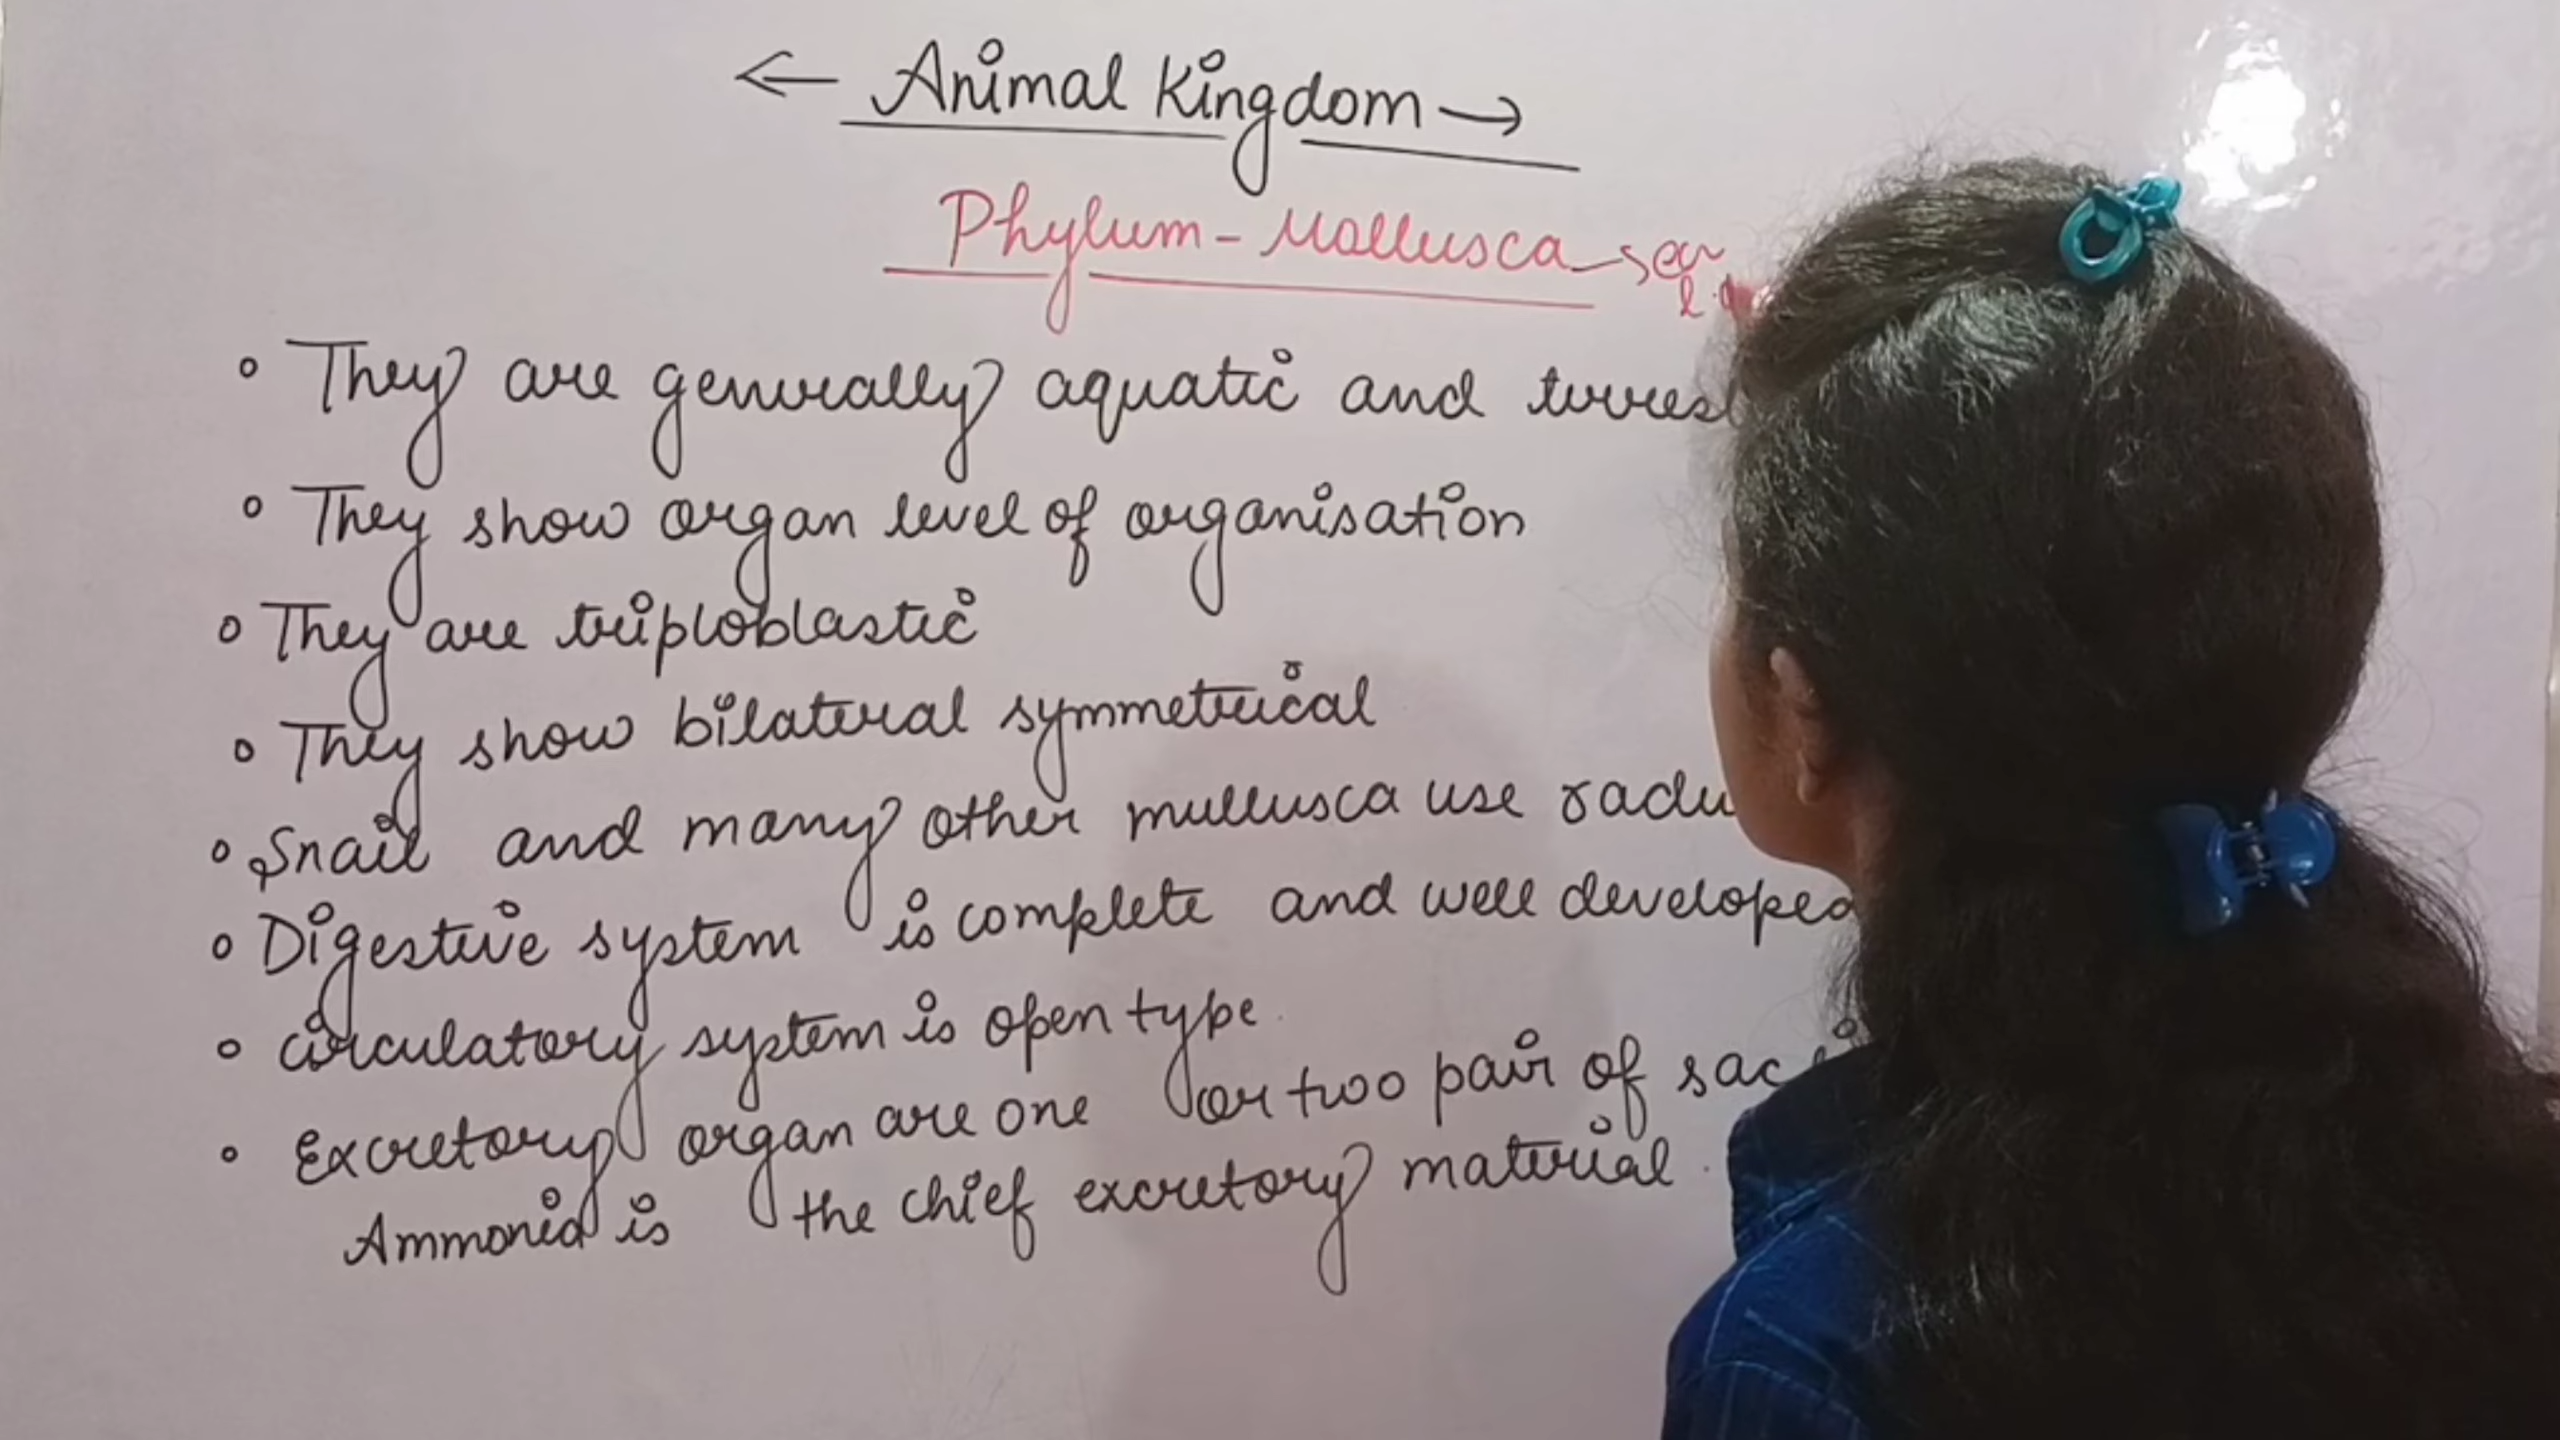 ← Animal Kingdom →
Phylum - Mollusca
• They are generally aquatic and
• They show organ level of organisation
• They are triploblastic
• They show bilateral symmetrical
• Snail and many other mullusca use
• Digestive system is complete and well developed
• Circulatory system is open type.
• Excretory organ are one or two pair of sac
Ammonia is the chief excretory material.